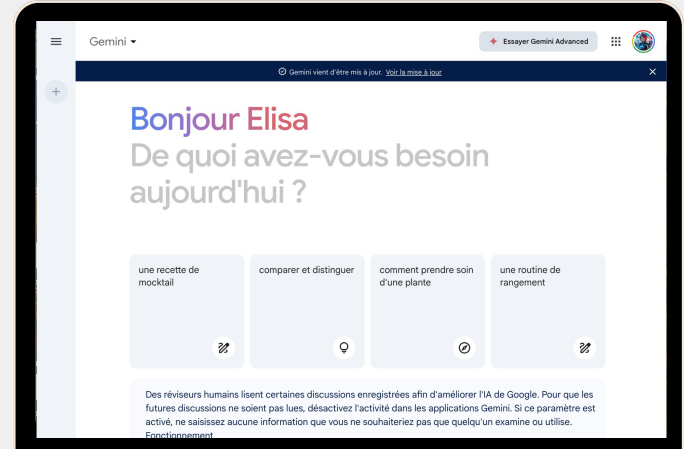 Gemini
Essayer Gemini Advanced
Gemini vient d'être mis à jour. Voir la mise à jour
Bonjour Elisa
De quoi avez-vous besoin
aujourd'hui ?
une recette de
mocktail
comparer et distinguer
comment prendre soin
d'une plante
une routine de
rangement
Des réviseurs humains lisent certaines discussions enregistrées afin d'améliorer l'IA de Google. Pour que les
futures discussions ne soient pas lues, désactivez l'activité dans les applications Gemini. Si ce paramètre est
activé, ne saisissez aucune information que vous ne souhaiteriez pas que quelqu'un examine ou utilise.
Fonctionnement